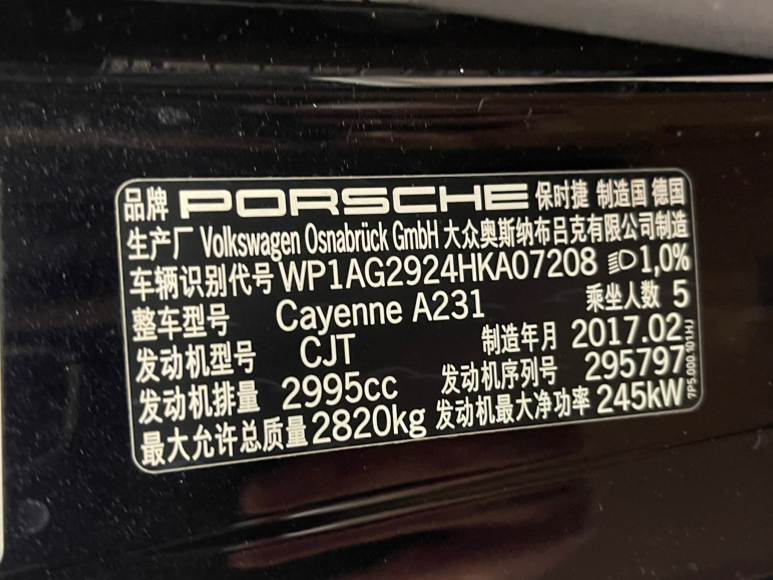 品牌 PORSCHE 保时捷 制造国 德国
生产厂 Volkswagen Osnabrück GmbH 大众奥斯纳布吕克有限公司制造
车辆识别代号 WP1AG2924HKA07208 1,0%
整车型号 Cayenne A231 乘坐人数 5
发动机型号 CJT 制造年月 2017.02
发动机排量 2995cc 发动机序列号 295797
最大允许总质量 2820kg 发动机最大净功率 245kW
7P5.000.101.HJ